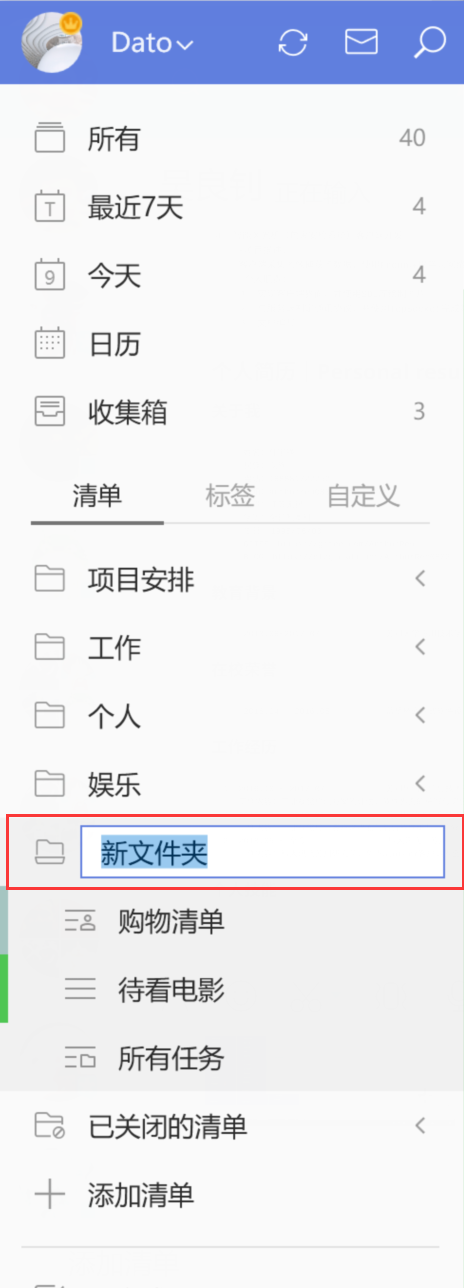 Dato
所有 40
T 最近7天 4
9 今天 4
日历
收集箱 3
清单 标签 自定义
项目安排
工作
个人
娱乐
新文件夹
购物清单
待看电影
所有任务
已关闭的清单
添加清单